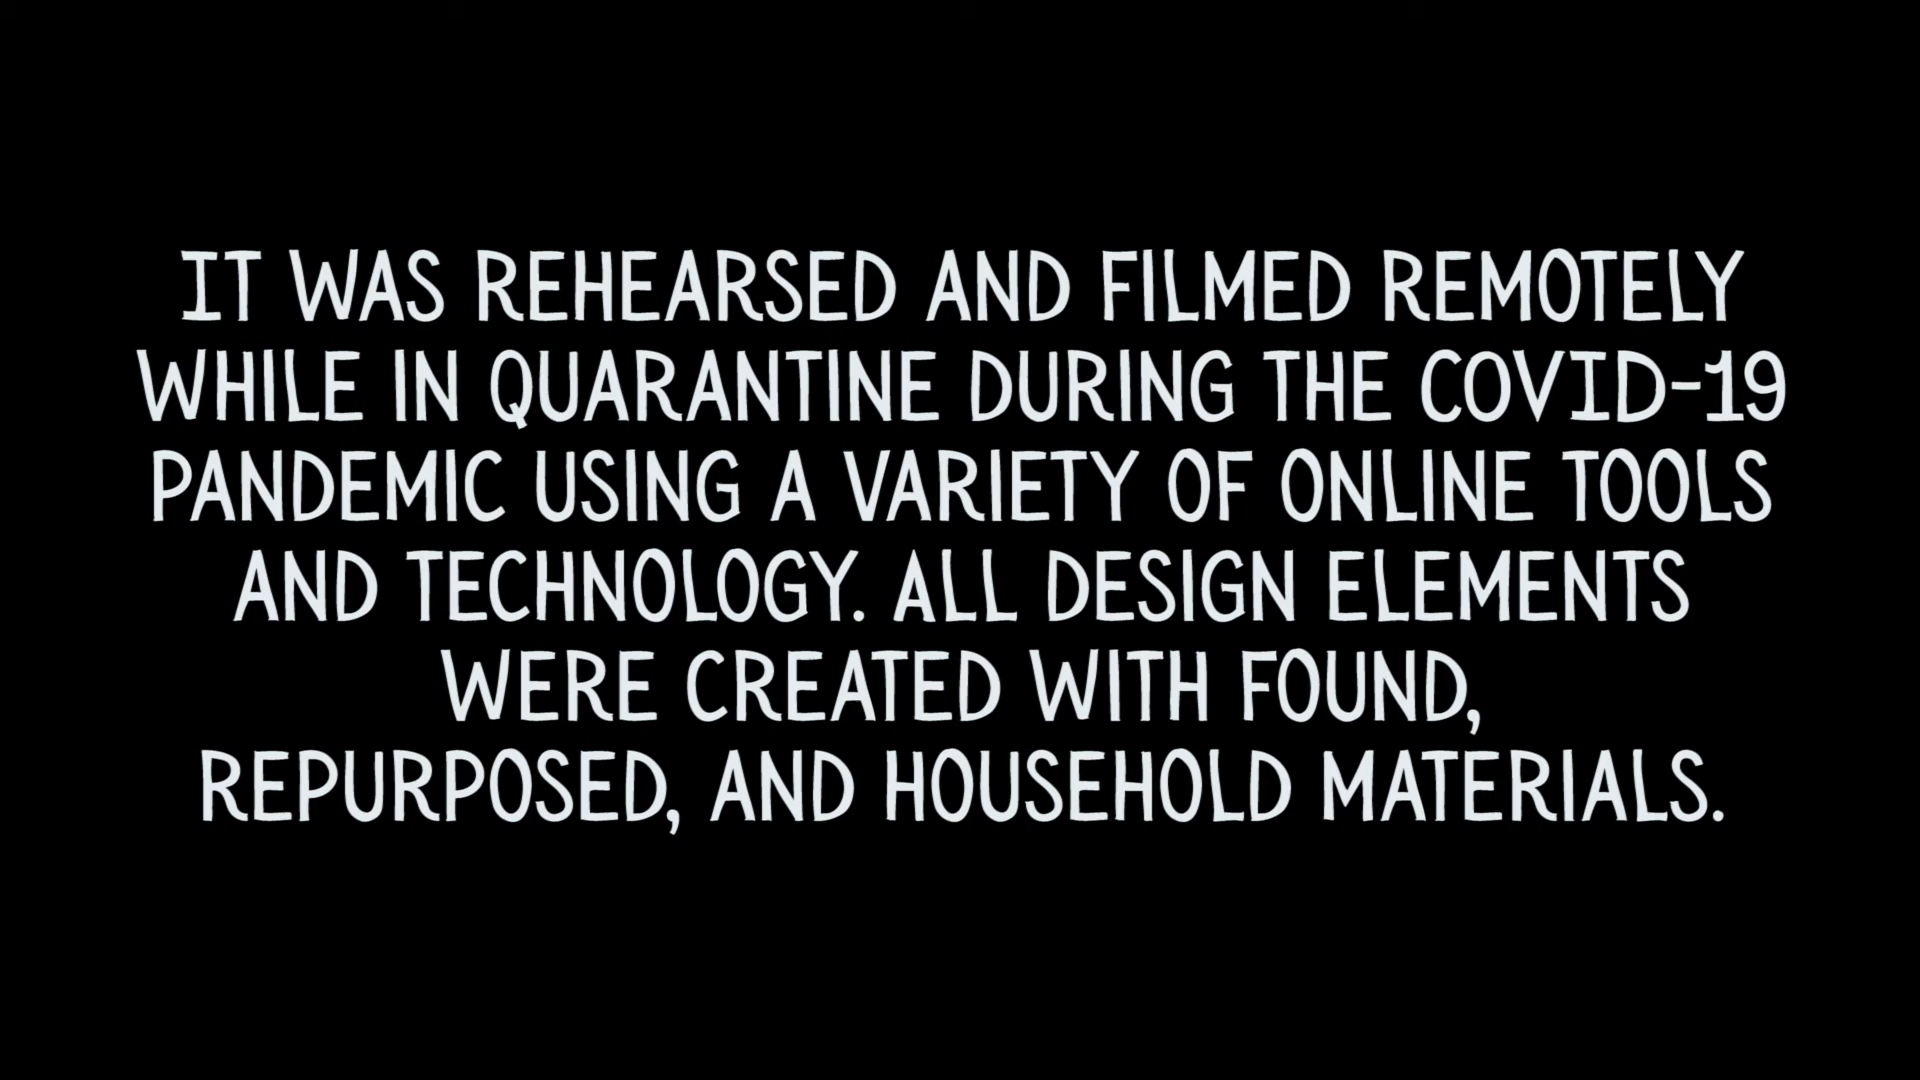 IT WAS REHEARSED AND FILMED REMOTELY
WHILE IN QUARANTINE DURING THE COVID-19
PANDEMIC USING A VARIETY OF ONLINE TOOLS
AND TECHNOLOGY. ALL DESIGN ELEMENTS
WERE CREATED WITH FOUND,
REPURPOSED, AND HOUSEHOLD MATERIALS.